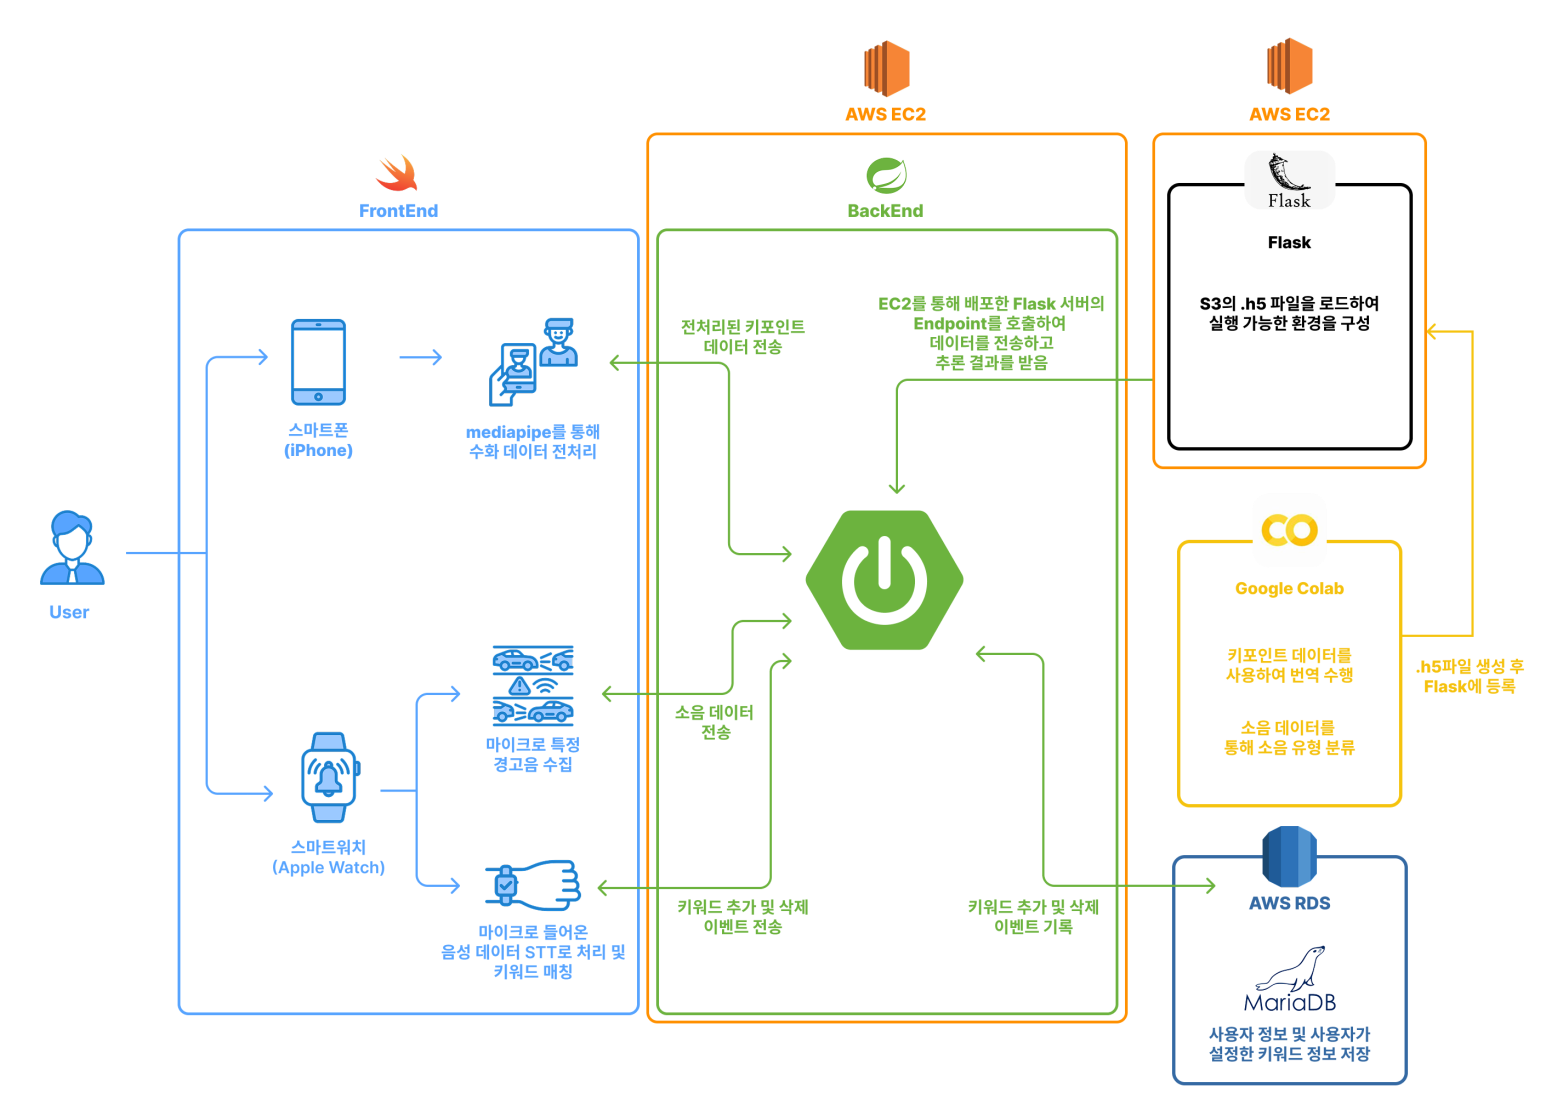 AWS EC2
AWS EC2
FrontEnd
BackEnd
Flask
Flask
S3의 .h5 파일을 로드하여
실행 가능한 환경을 구성
EC2를 통해 배포한 Flask 서버의
Endpoint를 호출하여
데이터를 전송하고
추론 결과를 받음
전처리된 키포인트
데이터 전송
스마트폰
(iPhone)
mediapipe를 통해
수화 데이터 전처리
User
Google Colab
키포인트 데이터를
사용하여 번역 수행
소음 데이터를
통해 소음 유형 분류
.h5파일 생성 후
Flask에 등록
소음 데이터
전송
마이크로 특정
경고음 수집
스마트워치
(Apple Watch)
키워드 추가 및 삭제
이벤트 전송
키워드 추가 및 삭제
이벤트 기록
마이크로 들어온
음성 데이터 STT로 처리 및
키워드 매칭
AWS RDS
MariaDB
사용자 정보 및 사용자가
설정한 키워드 정보 저장